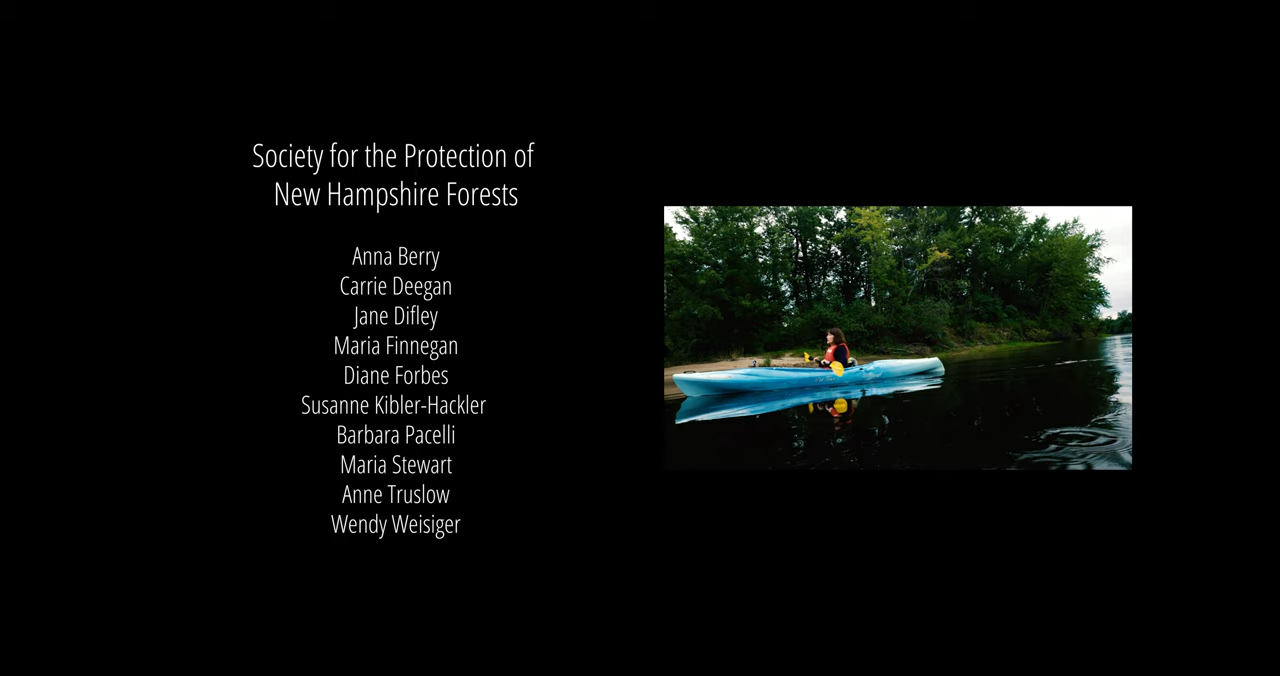 Society for the Protection of
New Hampshire Forests
Anna Berry
Carrie Deegan
Jane Difley
Maria Finnegan
Diane Forbes
Susanne Kibler-Hackler
Barbara Pacelli
Maria Stewart
Anne Truslow
Wendy Weisiger